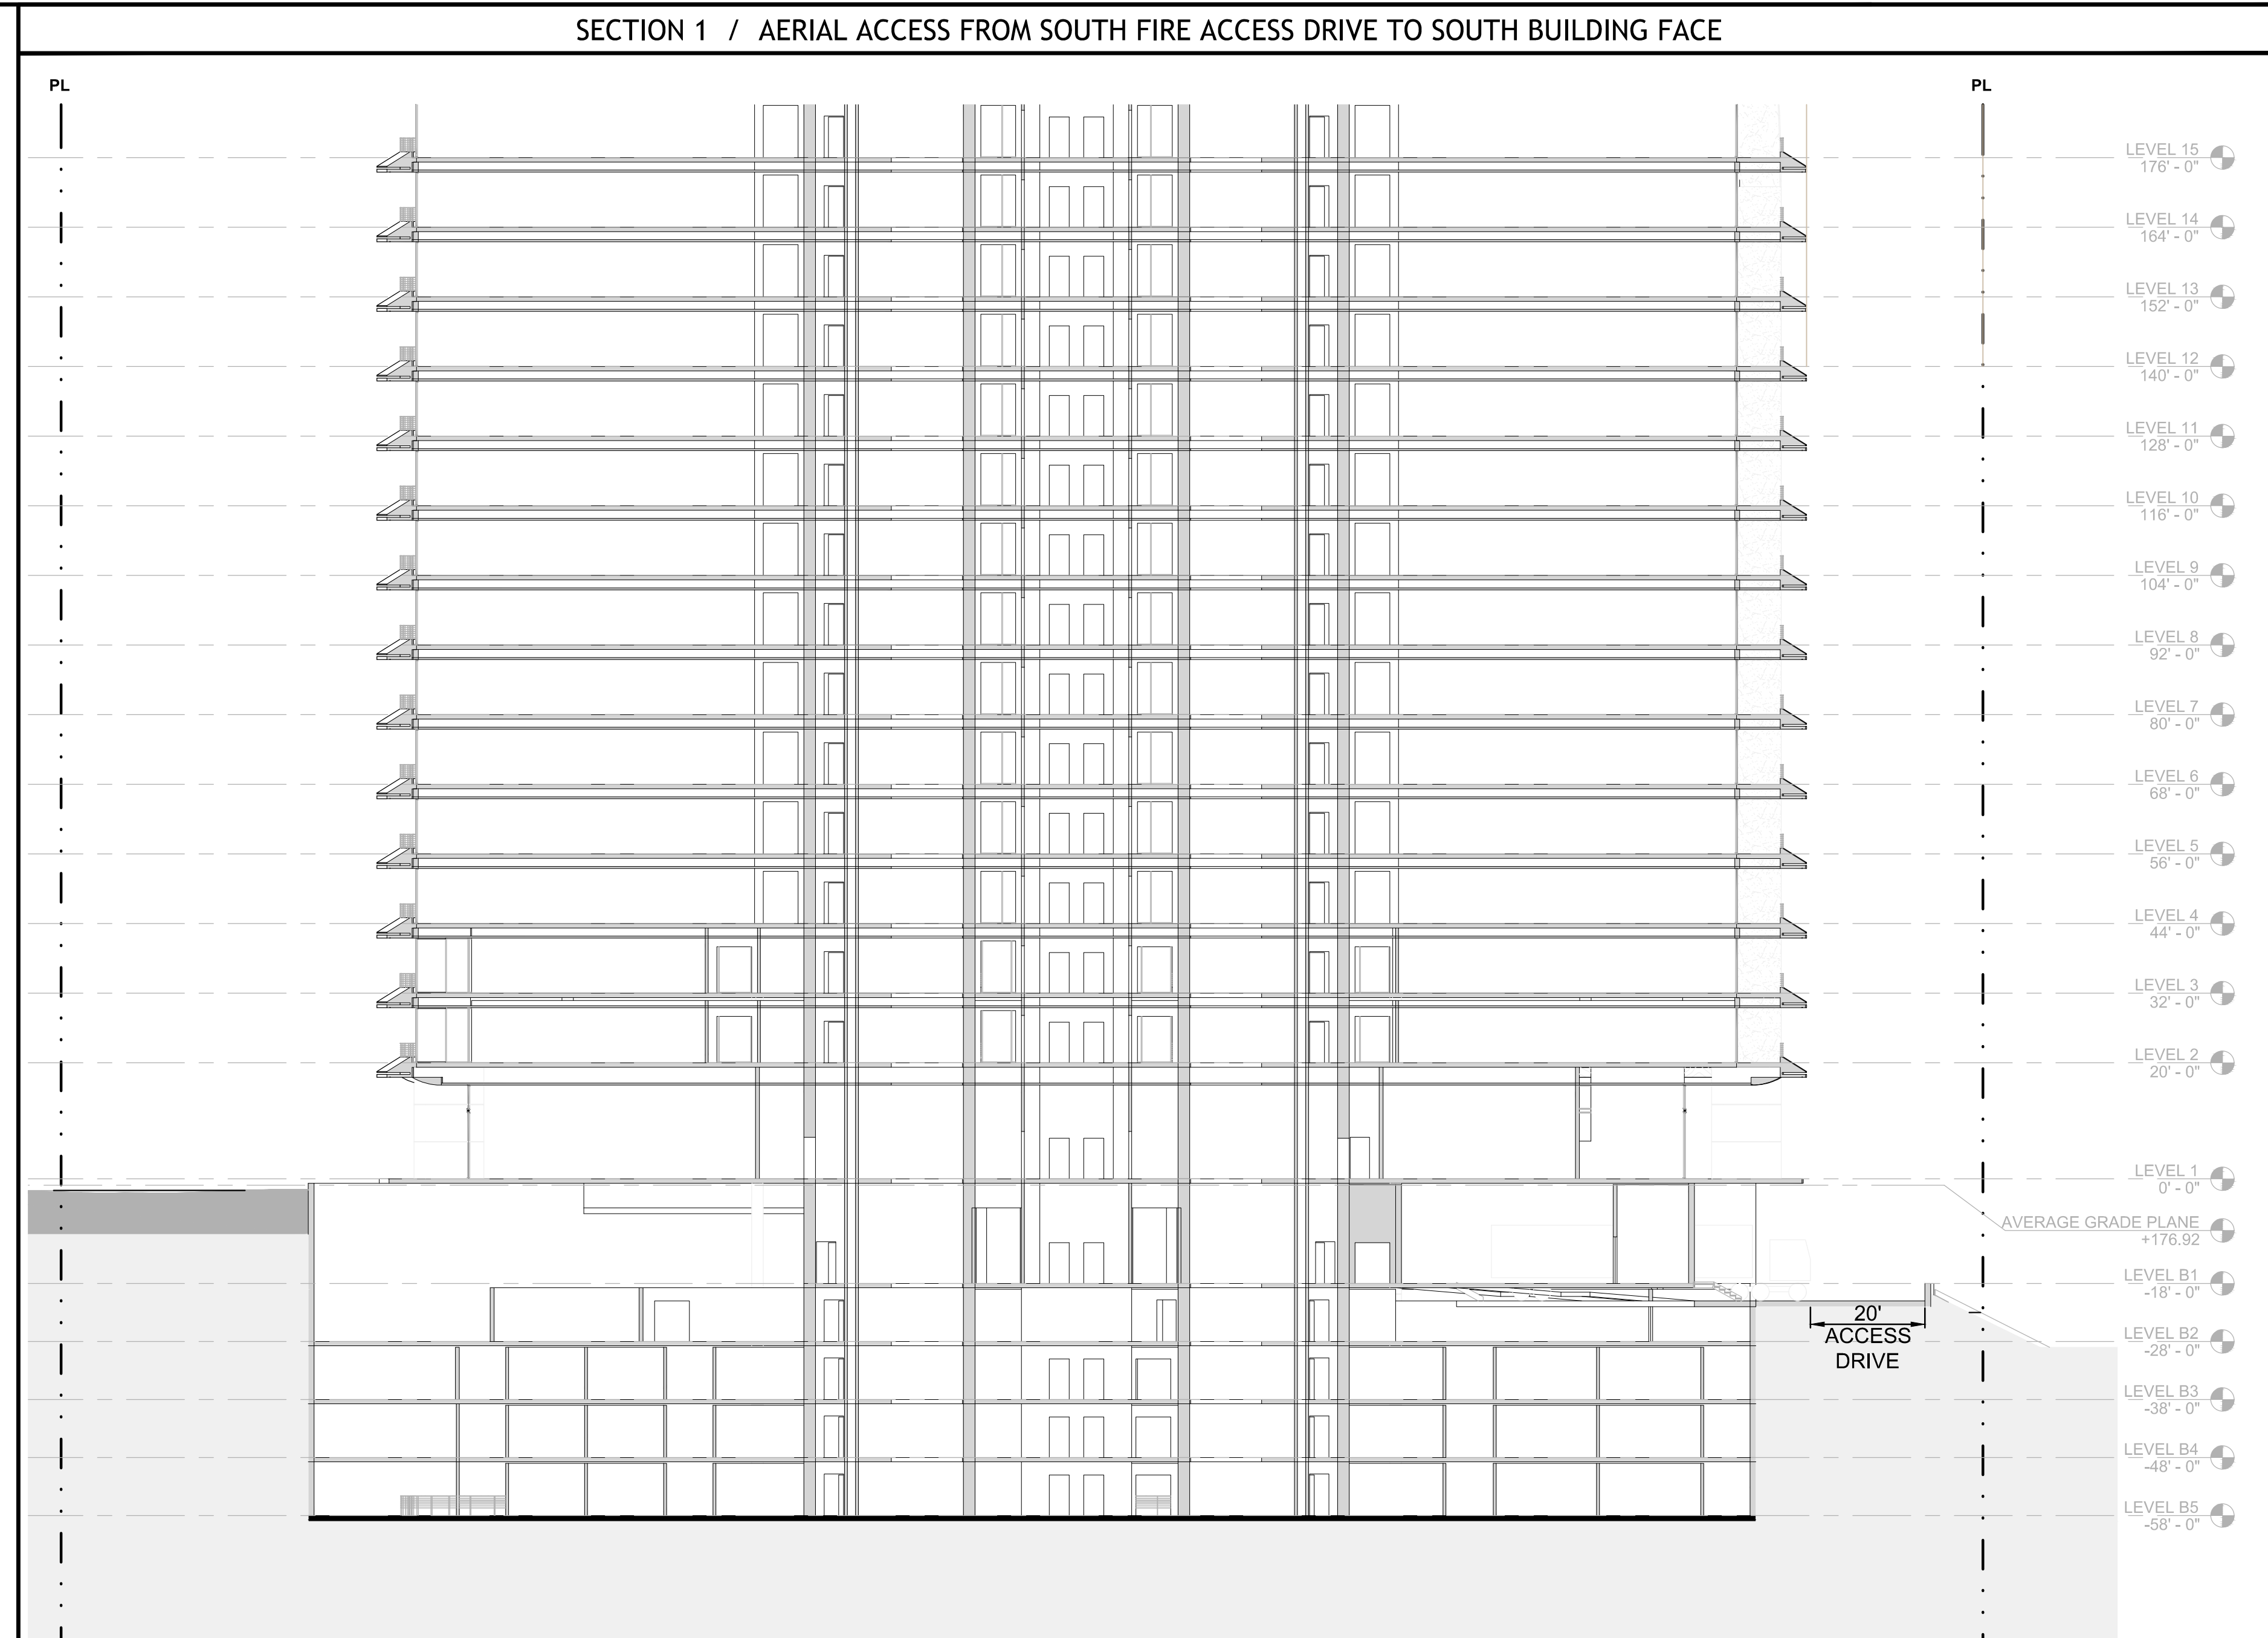 SECTION 1 / AERIAL ACCESS FROM SOUTH FIRE ACCESS DRIVE TO SOUTH BUILDING FACE
PL
PL
LEVEL 15
176' - 0"
LEVEL 14
164' - 0"
LEVEL 13
152' - 0"
LEVEL 12
140' - 0"
LEVEL 11
128' - 0"
LEVEL 10
116' - 0"
LEVEL 9
104' - 0"
LEVEL 8
92' - 0"
LEVEL 7
80' - 0"
LEVEL 6
68' - 0"
LEVEL 5
56' - 0"
LEVEL 4
44' - 0"
LEVEL 3
32' - 0"
LEVEL 2
20' - 0"
LEVEL 1
0' - 0"
AVERAGE GRADE PLANE
+176.92
LEVEL B1
-18' - 0"
20'
ACCESS
DRIVE
LEVEL B2
-28' - 0"
LEVEL B3
-38' - 0"
LEVEL B4
-48' - 0"
LEVEL B5
-58' - 0"